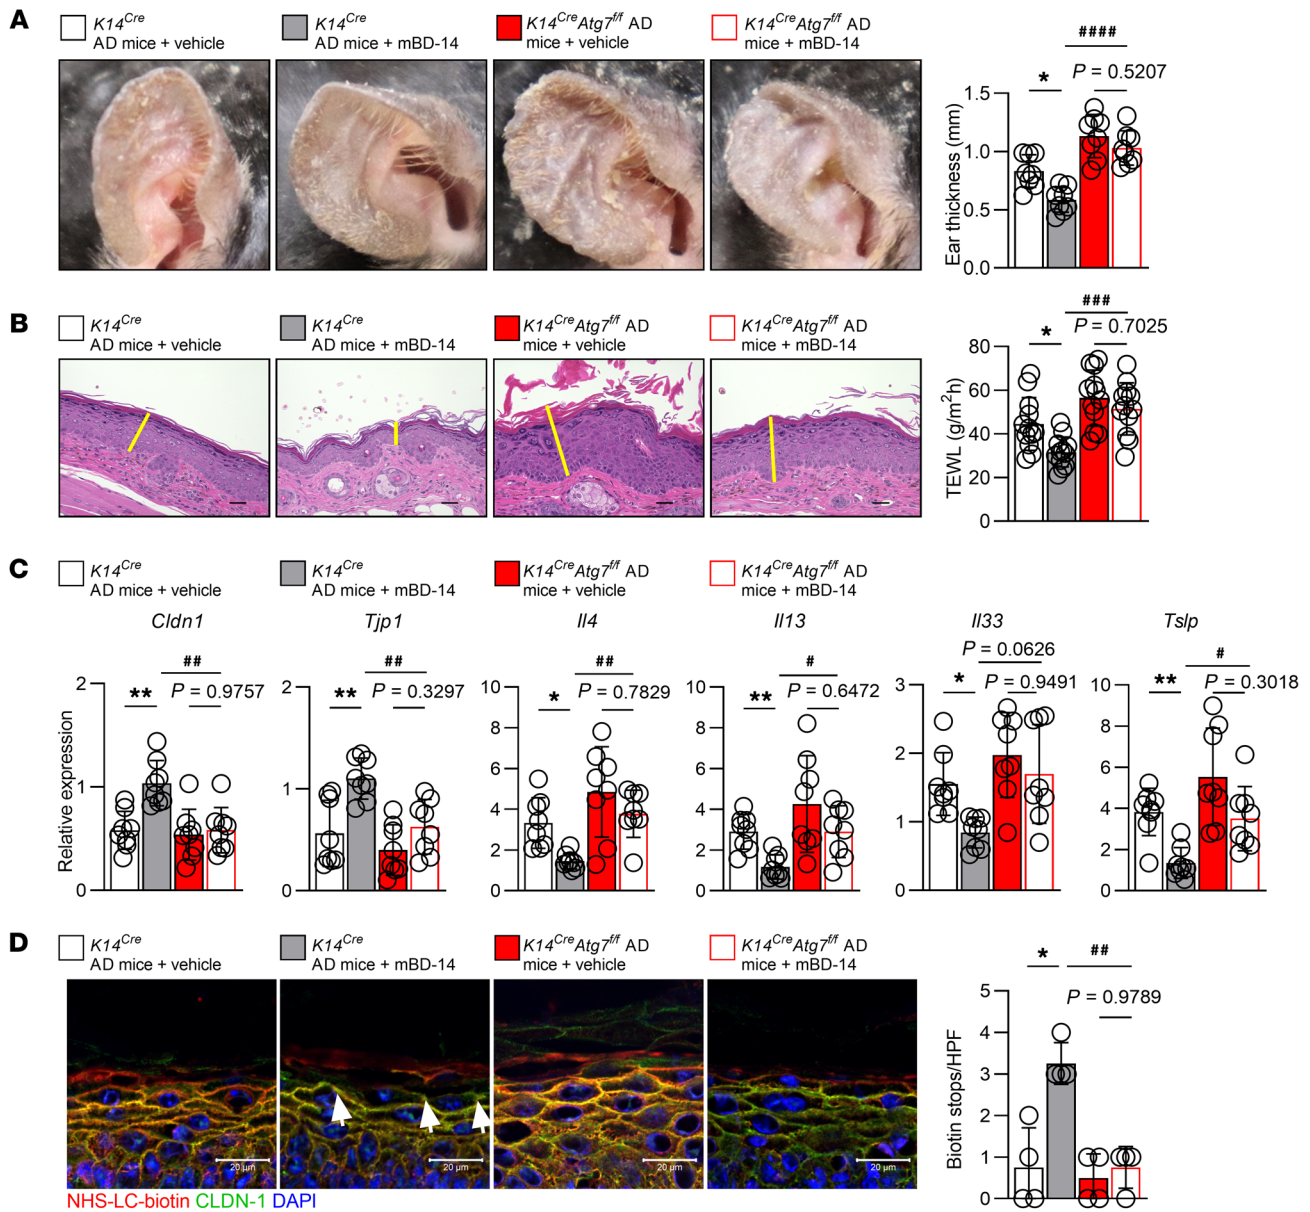 A
K14Cre
AD mice + vehicle
K14Cre
AD mice + mBD-14
K14CreAtg7f/f AD
mice + vehicle
K14CreAtg7f/f AD
mice + mBD-14
####
P = 0.5207
*
Ear thickness (mm)
1.5
1.0
0.5
0.0
B
K14Cre
AD mice + vehicle
K14Cre
AD mice + mBD-14
K14CreAtg7f/f AD
mice + vehicle
K14CreAtg7f/f AD
mice + mBD-14
###
P = 0.7025
*
TEWL (g/m2h)
80
60
40
20
0
C
K14Cre
AD mice + vehicle
K14Cre
AD mice + mBD-14
K14CreAtg7f/f AD
mice + vehicle
K14CreAtg7f/f AD
mice + mBD-14
Relative expression
Cldn1
##
** P = 0.9757
2
1
0
Tjp1
##
** P = 0.3297
2
1
0
Il4
##
* P = 0.7829
10
8
6
4
2
0
Il13
#
** P = 0.6472
10
8
6
4
2
0
Il33
P = 0.0626
* P = 0.9491
3
2
1
0
Tslp
#
** P = 0.3018
10
8
6
4
2
0
D
K14Cre
AD mice + vehicle
K14Cre
AD mice + mBD-14
K14CreAtg7f/f AD
mice + vehicle
K14CreAtg7f/f AD
mice + mBD-14
20 µm
20 µm
20 µm
20 µm
NHS-LC-biotin CLDN-1 DAPI
* ##
P = 0.9789
Biotin stops/HPF
5
4
3
2
1
0